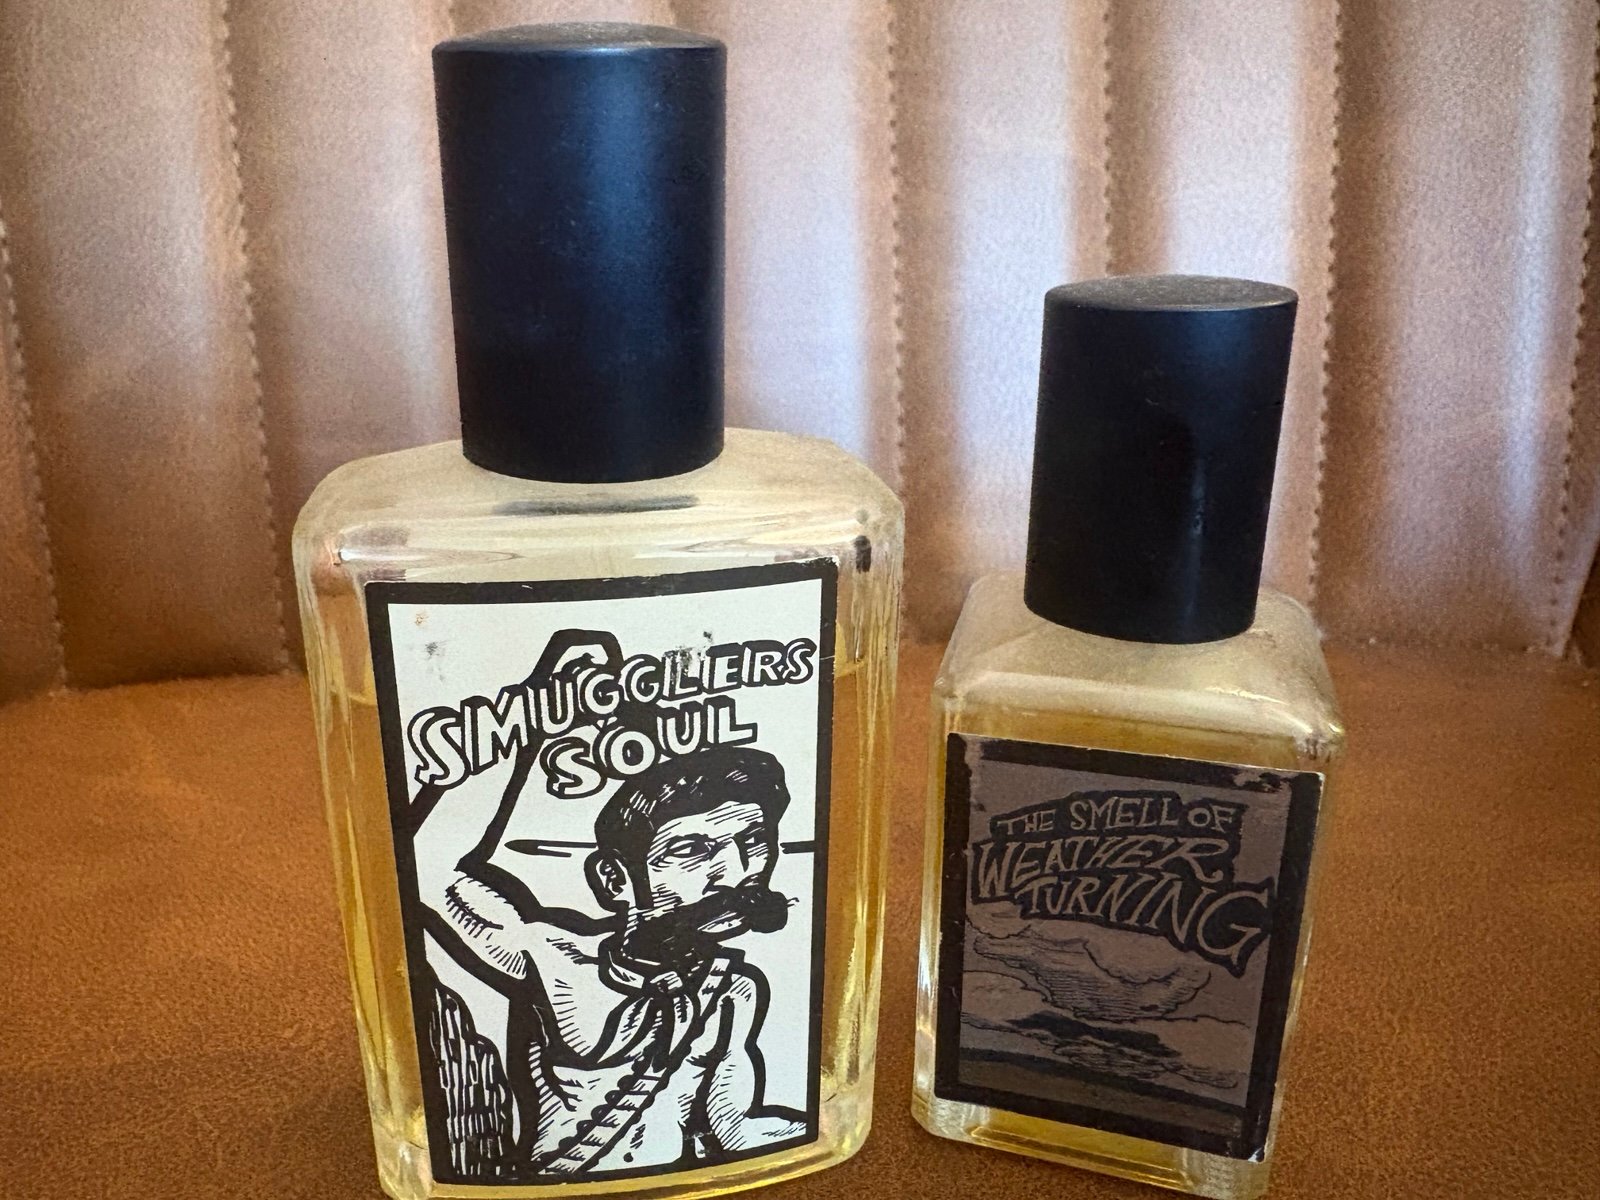 SMUGGLERS
SOUL
THE SMELL OF
WEATHER
TURNING